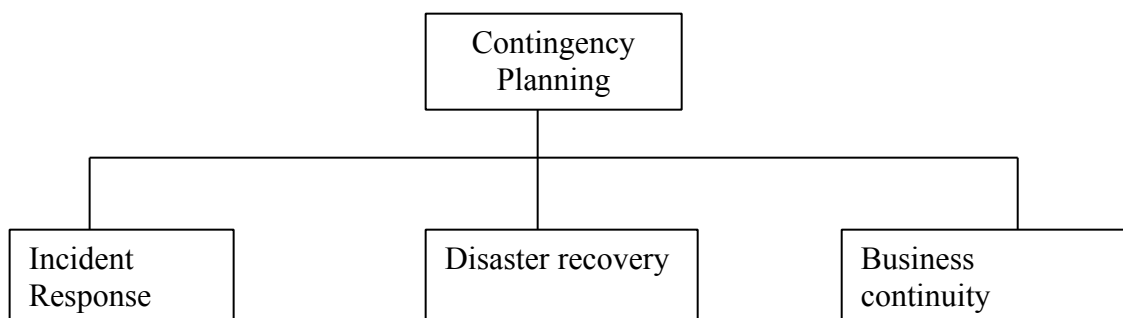 Contingency
Planning
Incident
Response
Disaster recovery
Business
continuity